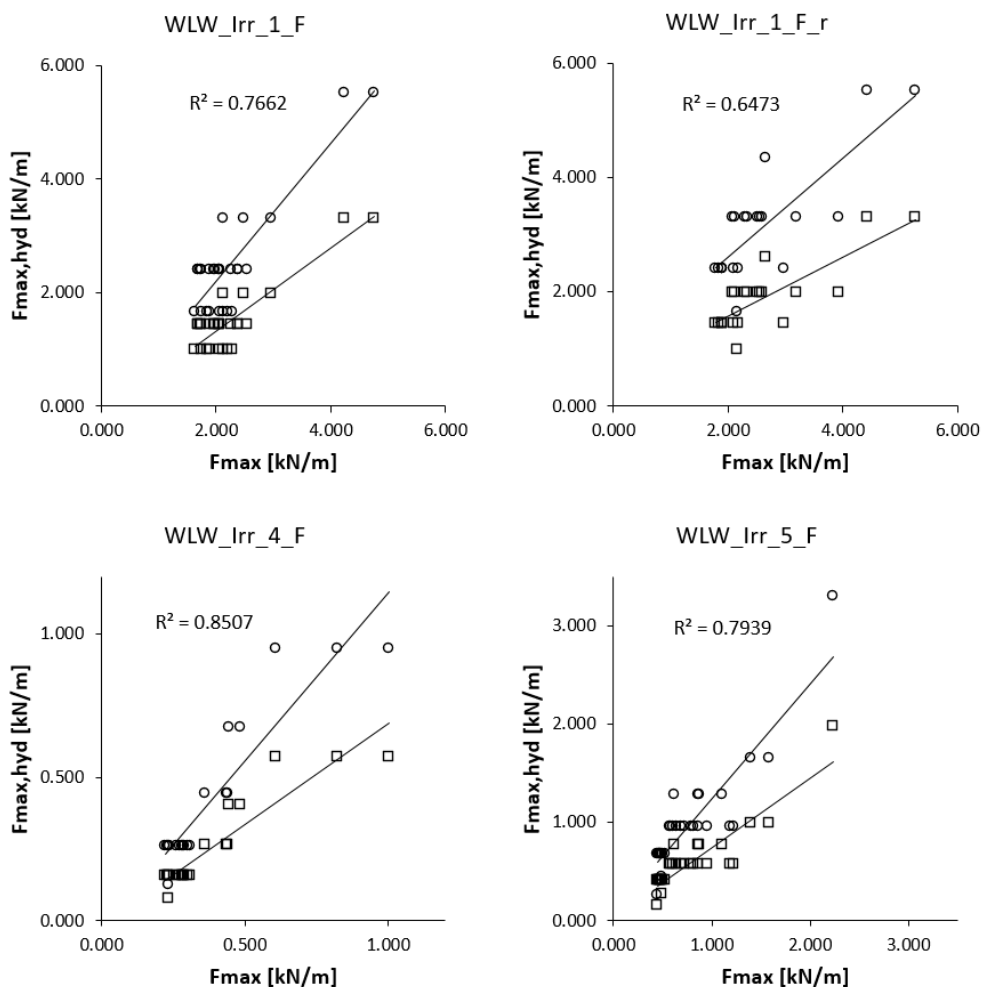 WLW_Irr_1_F
6.000
R² = 0.7662
4.000
2.000
0.000
Fmax,hyd [kN/m]
0.000 2.000 4.000 6.000
Fmax [kN/m]
WLW_Irr_1_F_r
6.000
R² = 0.6473
4.000
2.000
0.000
Fmax,hyd [kN/m]
0.000 2.000 4.000 6.000
Fmax [kN/m]
WLW_Irr_4_F
R² = 0.8507
1.000
0.500
0.000
Fmax,hyd [kN/m]
0.000 0.500 1.000
Fmax [kN/m]
WLW_Irr_5_F
R² = 0.7939
3.000
2.000
1.000
0.000
Fmax,hyd [kN/m]
0.000 1.000 2.000 3.000
Fmax [kN/m]